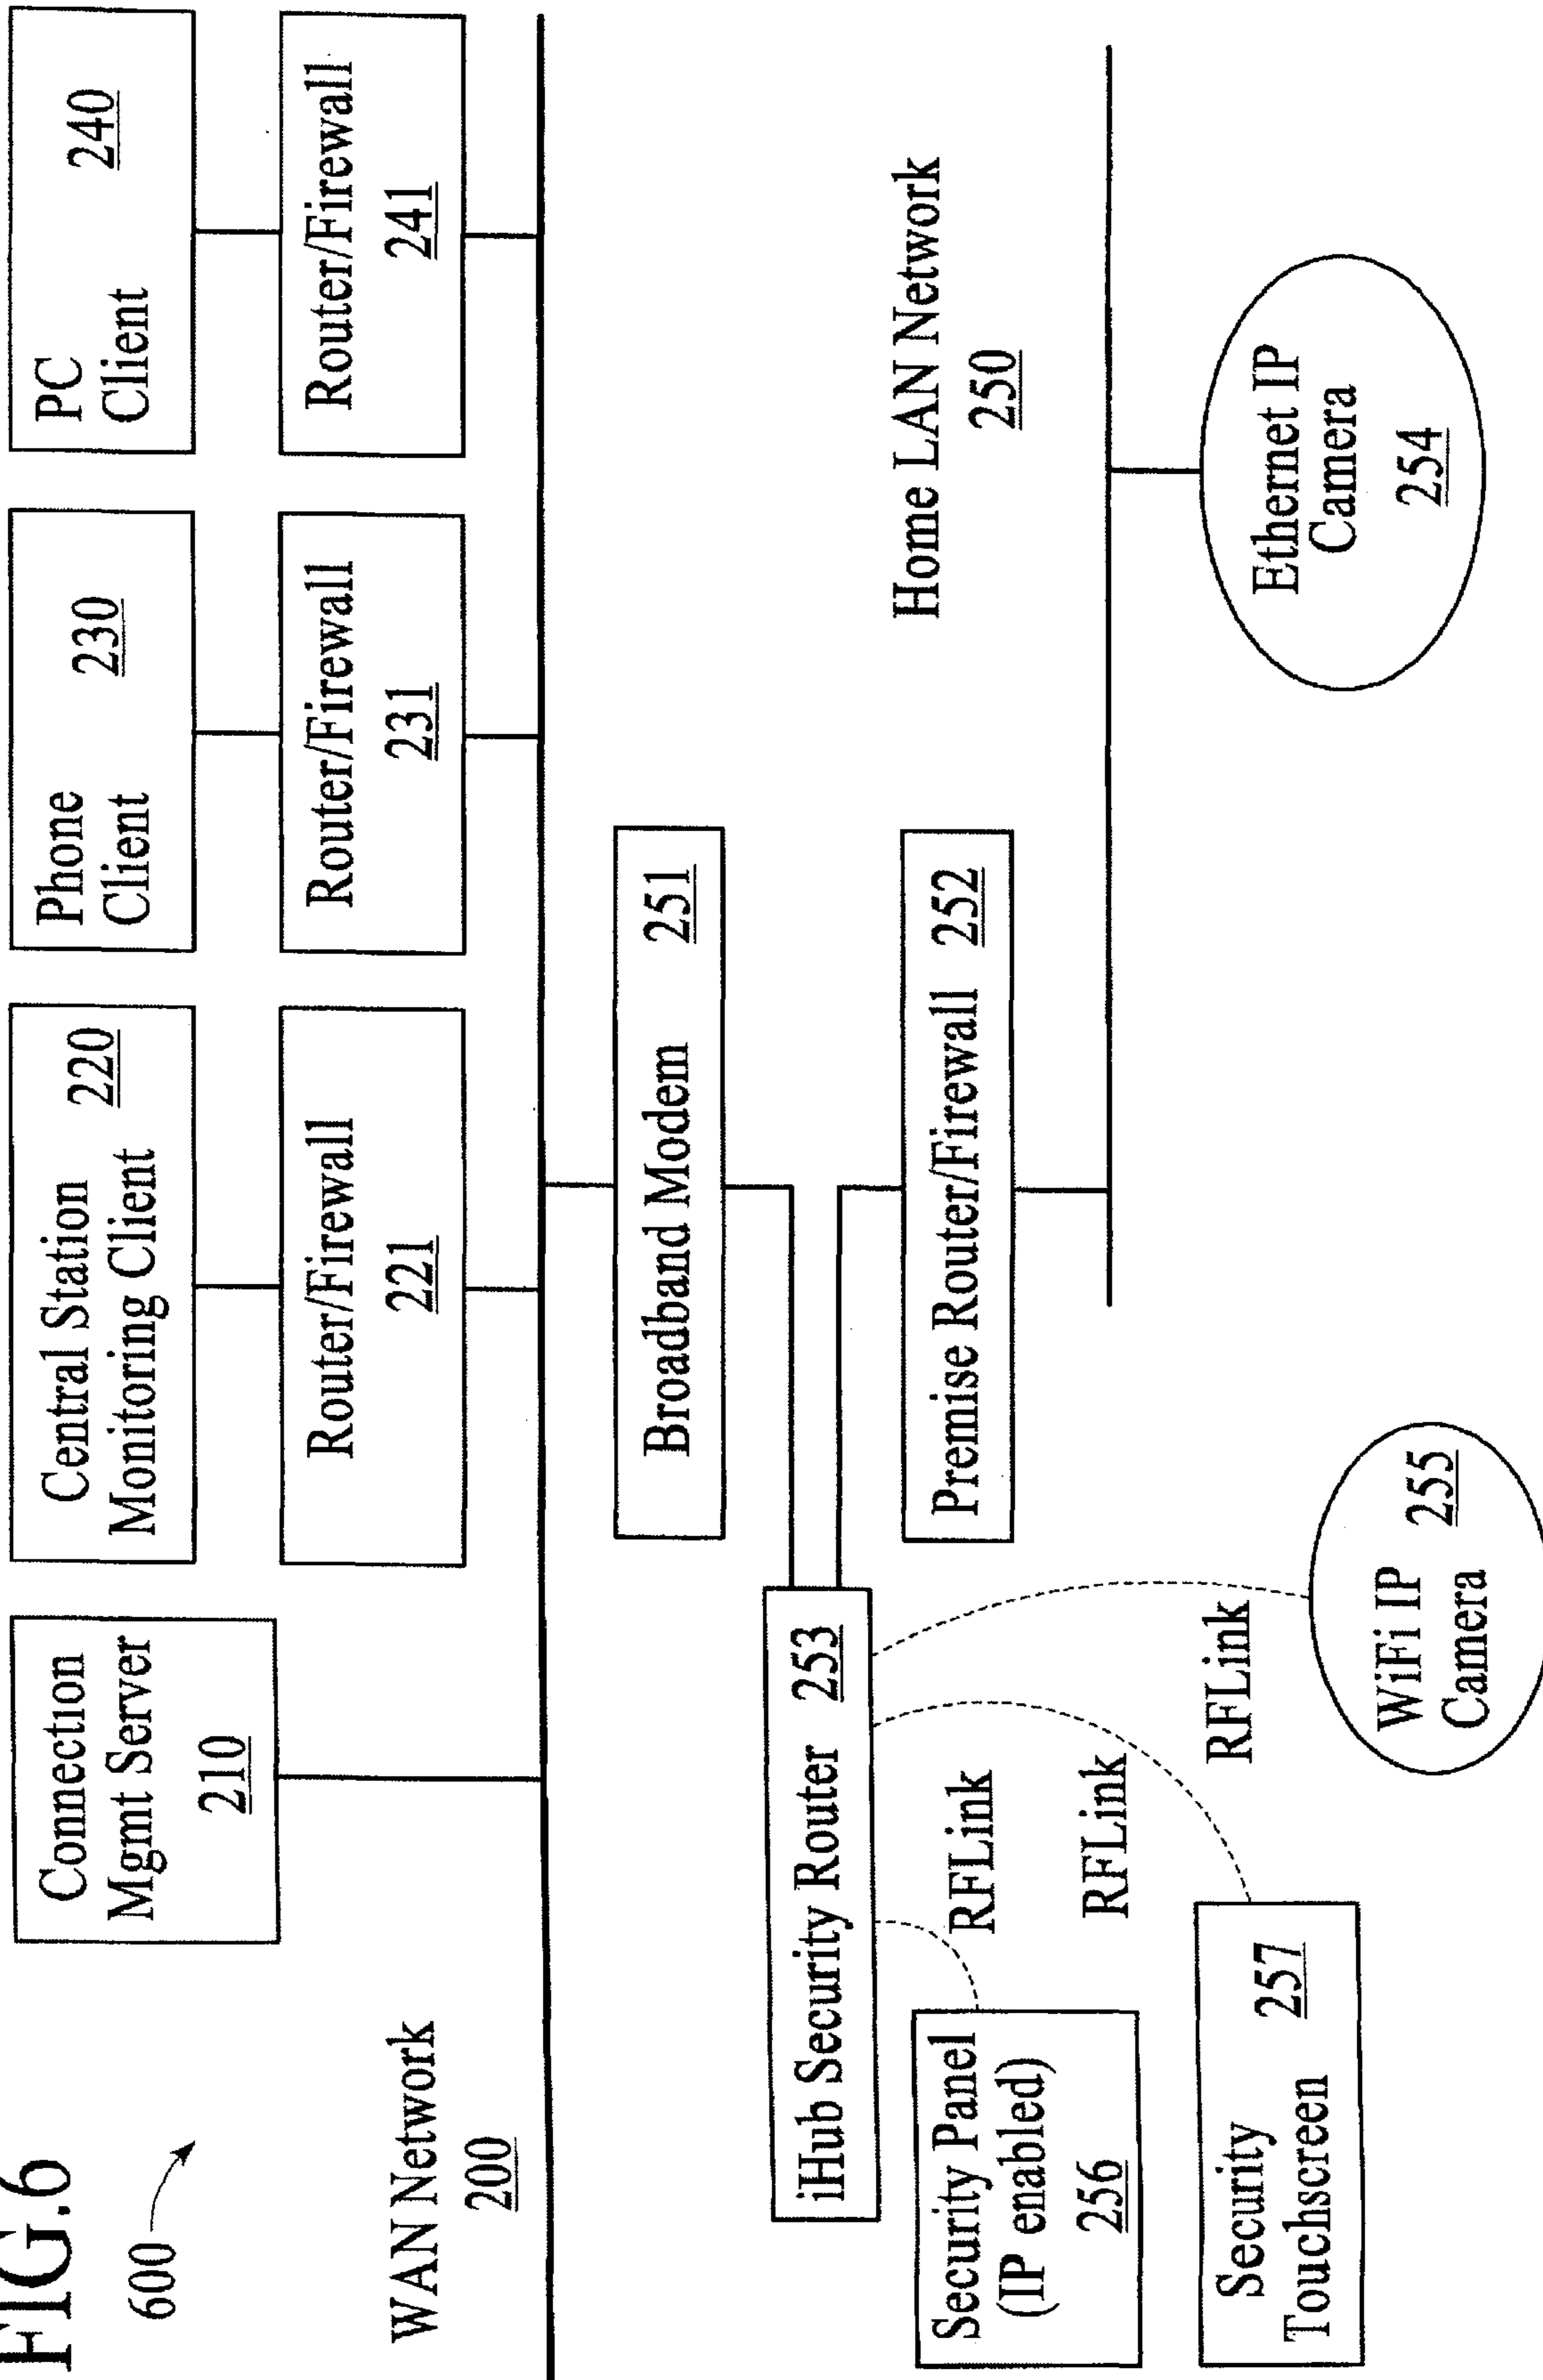 FIG.6
600
WAN Network
200
Connection
Mgmt Server
210
Central Station
Monitoring Client
220
Router/Firewall
221
Phone
Client
230
Router/Firewall
231
PC
Client
240
Router/Firewall
241
Broadband Modem 251
iHub Security Router 253
Premise Router/Firewall 252
Home LAN Network
250
Security Panel
(IP enabled)
256
RFLink
RFLink
RFLink
Security
Touchscreen
257
WiFi IP
Camera
255
Ethernet IP
Camera
254